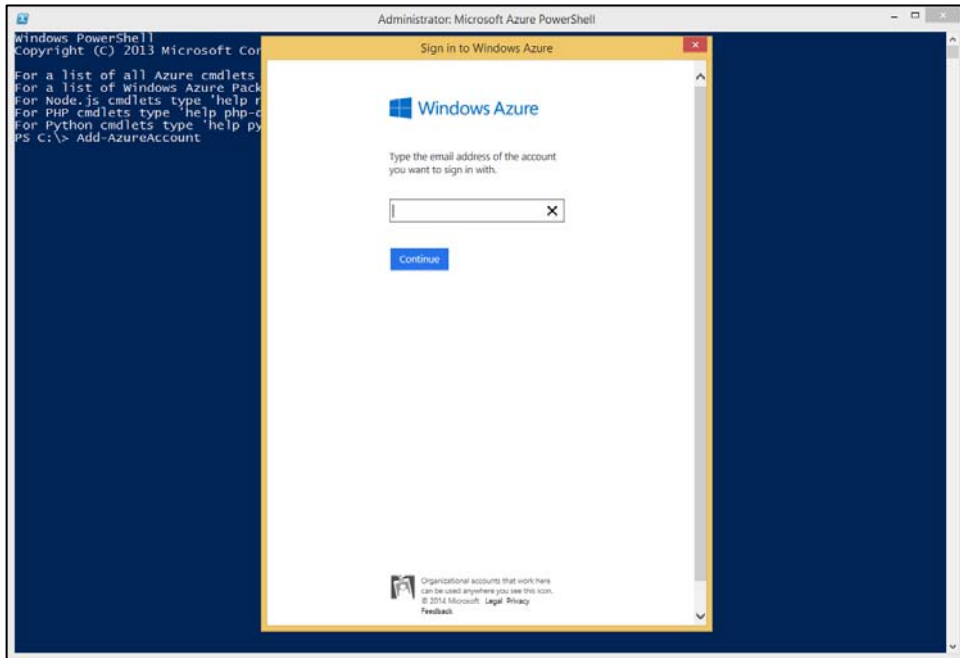 Administrator: Microsoft Azure PowerShell
Windows PowerShell
Copyright (C) 2013 Microsoft Cor
For a list of all Azure cmdlets
For a list of Windows Azure Pack
For Node.js cmdlets type 'help n
For PHP cmdlets type 'help php-d
For Python cmdlets type 'help py
PS C:\> Add-AzureAccount
Sign in to Windows Azure
Windows Azure
Type the email address of the account
you want to sign in with.
Continue
Organizational accounts that work here
can be used anywhere you see this icon.
© 2014 Microsoft Legal Privacy
Feedback